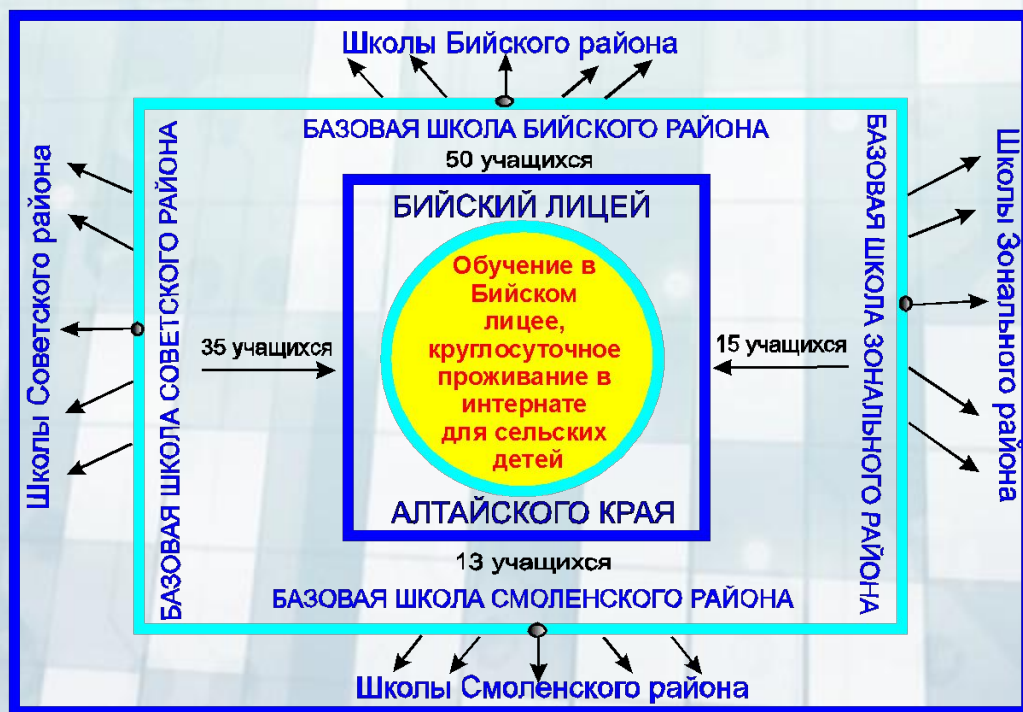 Школы Бийского района
БАЗОВАЯ ШКОЛА БИЙСКОГО РАЙОНА
50 учащихся
Школы Советского района
БАЗОВАЯ ШКОЛА СОВЕТСКОГО РАЙОНА
35 учащихся
БИЙСКИЙ ЛИЦЕЙ
Обучение в
Бийском
лицее,
круглосуточное
проживание в
интернате
для сельских
детей
АЛТАЙСКОГО КРАЯ
15 учащихся
БАЗОВАЯ ШКОЛА ЗОНАЛЬНОГО РАЙОНА
Школы Зонального района
13 учащихся
БАЗОВАЯ ШКОЛА СМОЛЕНСКОГО РАЙОНА
Школы Смоленского района